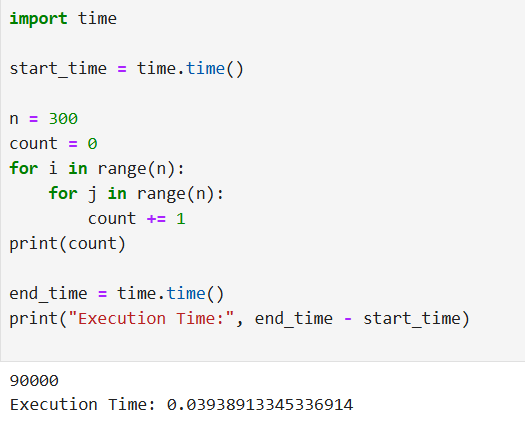 import time
start_time = time.time()
n = 300
count = 0
for i in range(n):
    for j in range(n):
        count += 1
print(count)
end_time = time.time()
print("Execution Time:", end_time - start_time)
90000
Execution Time: 0.03938913345336914